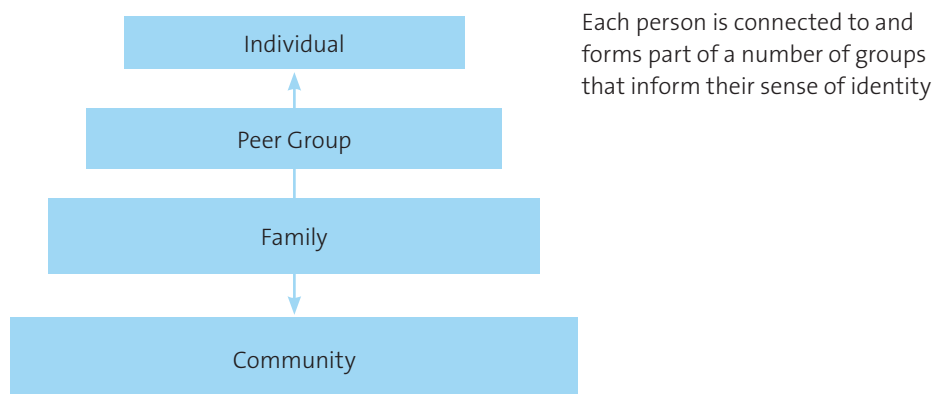 Individual
Peer Group
Family
Community
Each person is connected to and
forms part of a number of groups
that inform their sense of identity